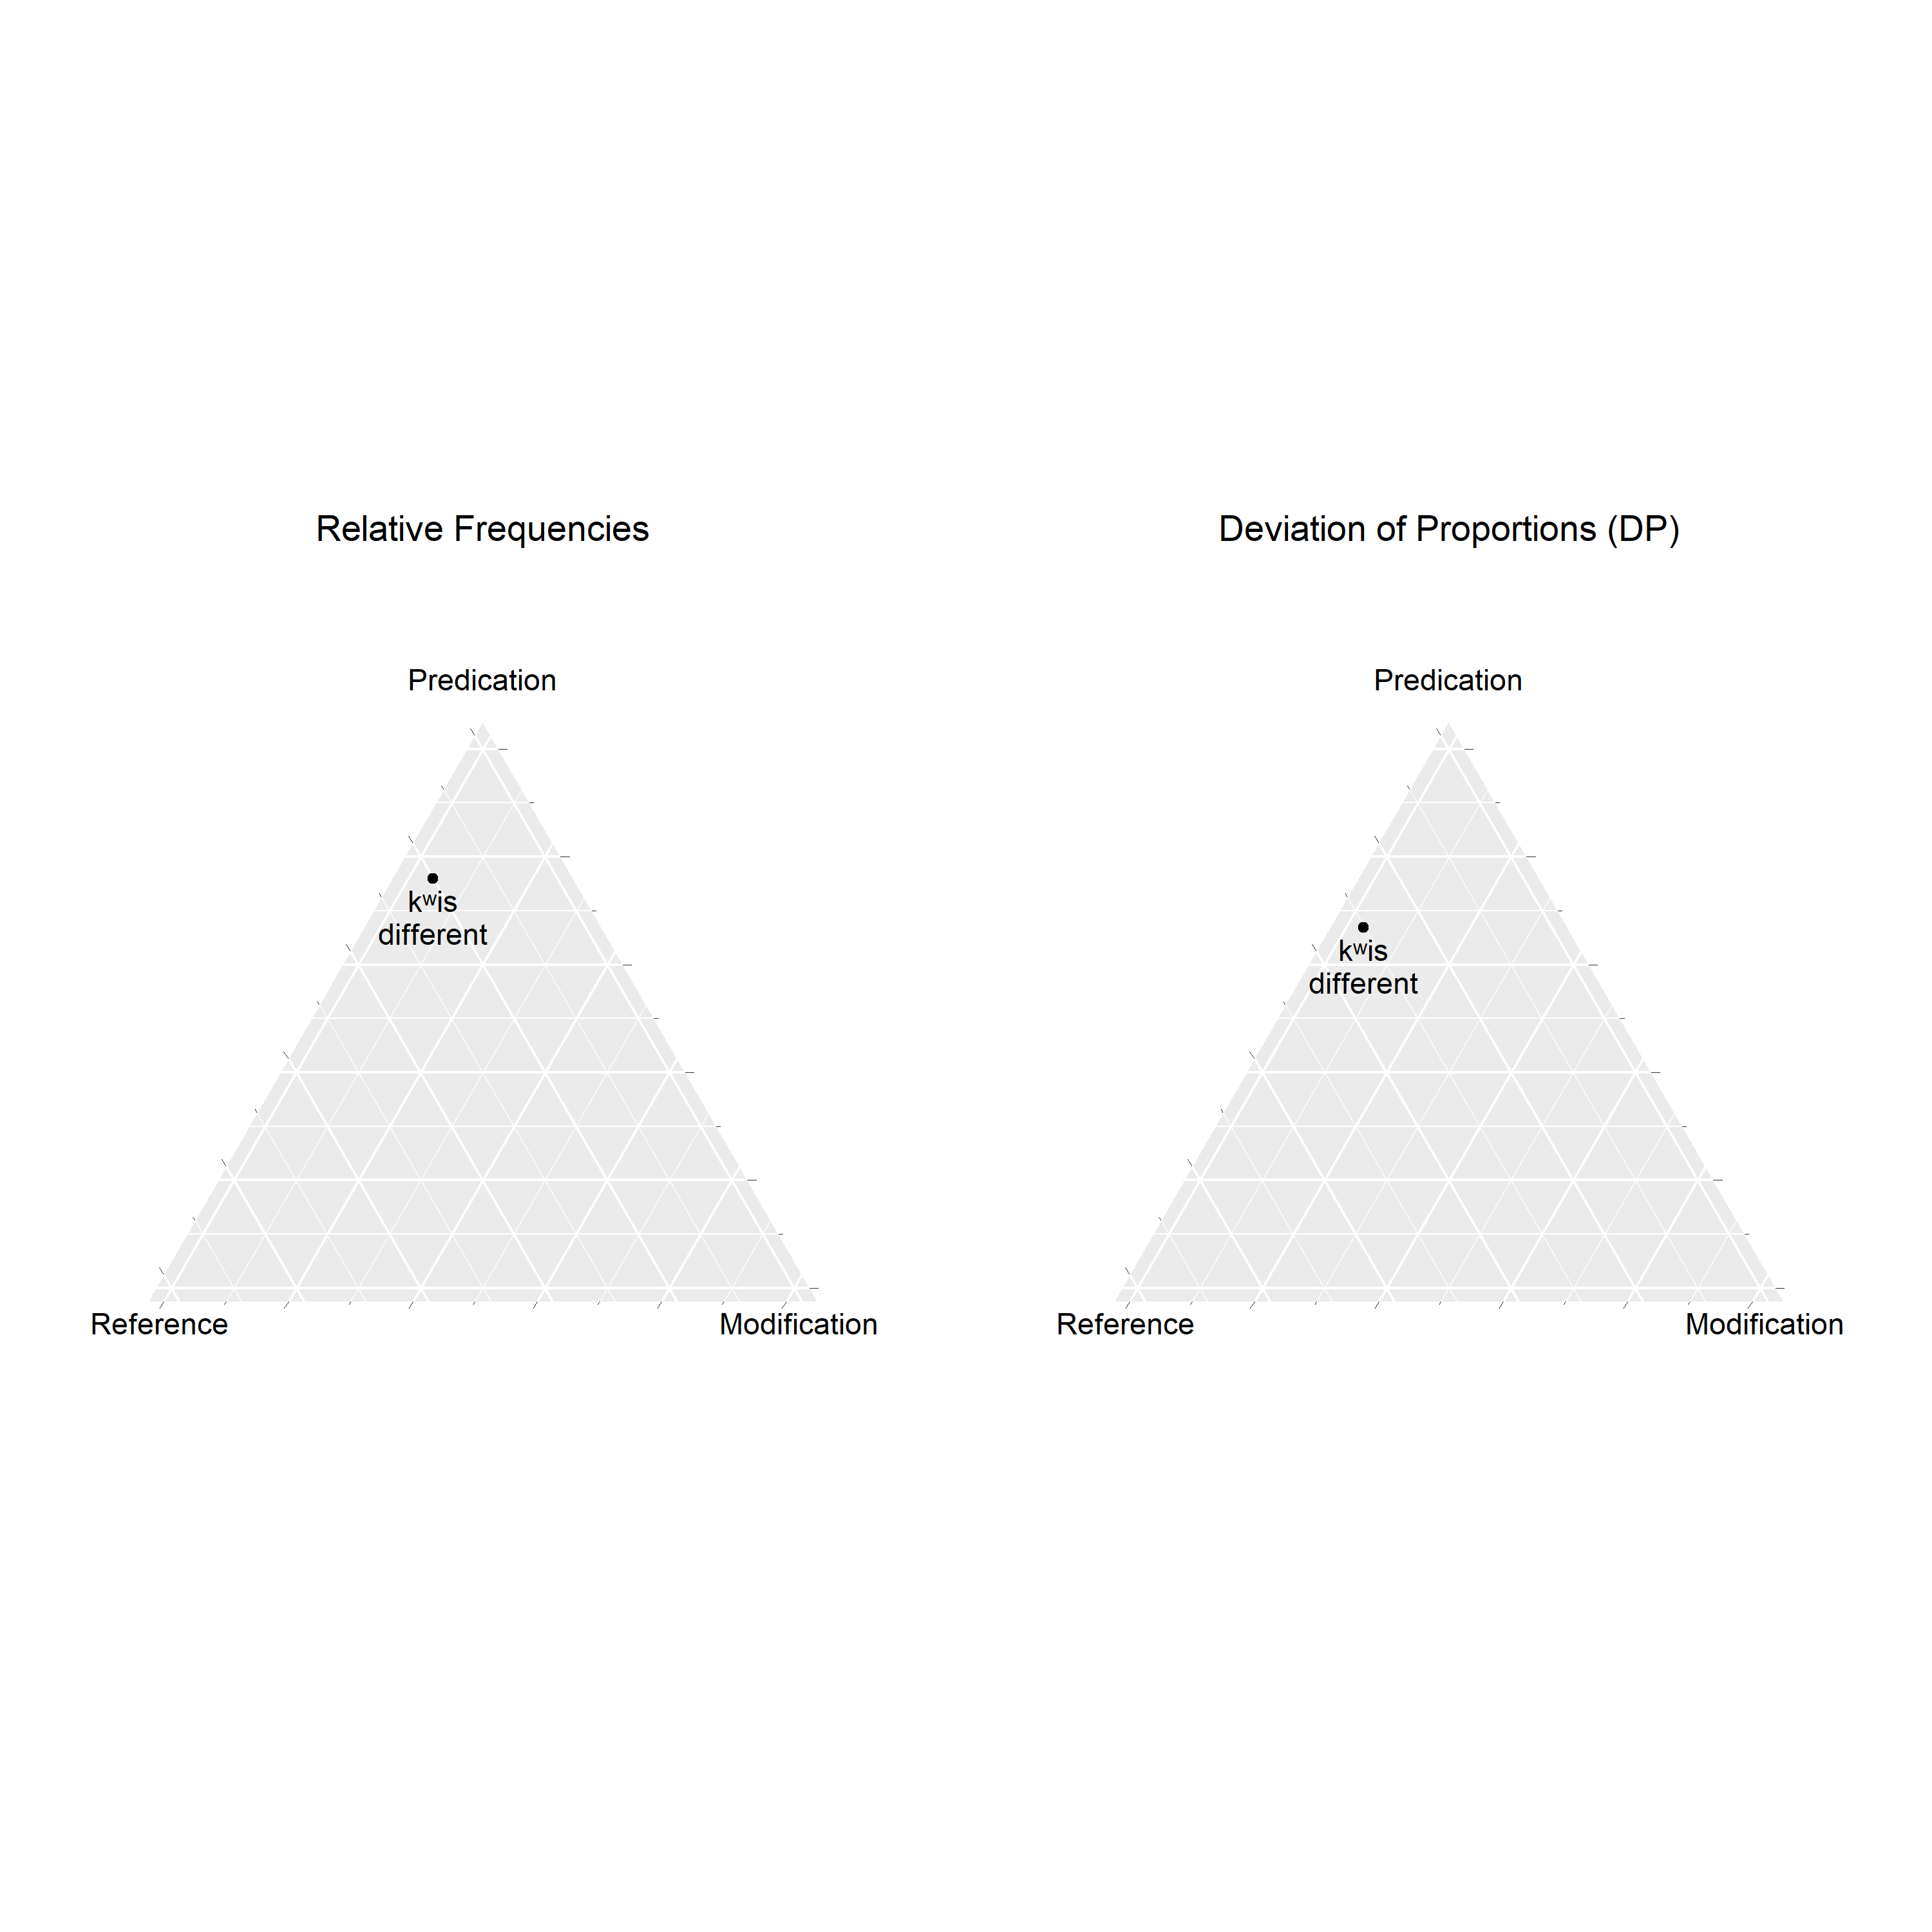 Relative Frequencies
Predication
kʷis
different
Reference
Modification
Deviation of Proportions (DP)
Predication
kʷis
different
Reference
Modification